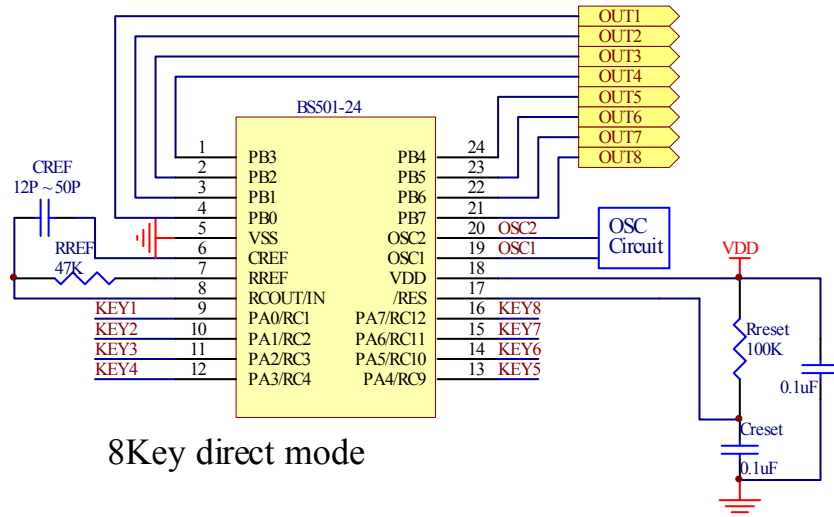 OUT1
OUT2
OUT3
OUT4
OUT5
OUT6
OUT7
OUT8
BS501-24
1 PB3 PB4 24
2 PB2 PB5 23
3 PB1 PB6 22
4 PB0 PB7 21
5 VSS OSC2 20 OSC2
6 CREF OSC1 19 OSC1
7 RREF VDD 18
8 RCOUT/IN /RES 17
KEY1 9 PA0/RC1 PA7/RC12 16 KEY8
KEY2 10 PA1/RC2 PA6/RC11 15 KEY7
KEY3 11 PA2/RC3 PA5/RC10 14 KEY6
KEY4 12 PA3/RC4 PA4/RC9 13 KEY5
CREF
12P ~ 50P
RREF
47K
OSC
Circuit
VDD
Rreset
100K
0.1uF
Creset
0.1uF
8Key direct mode